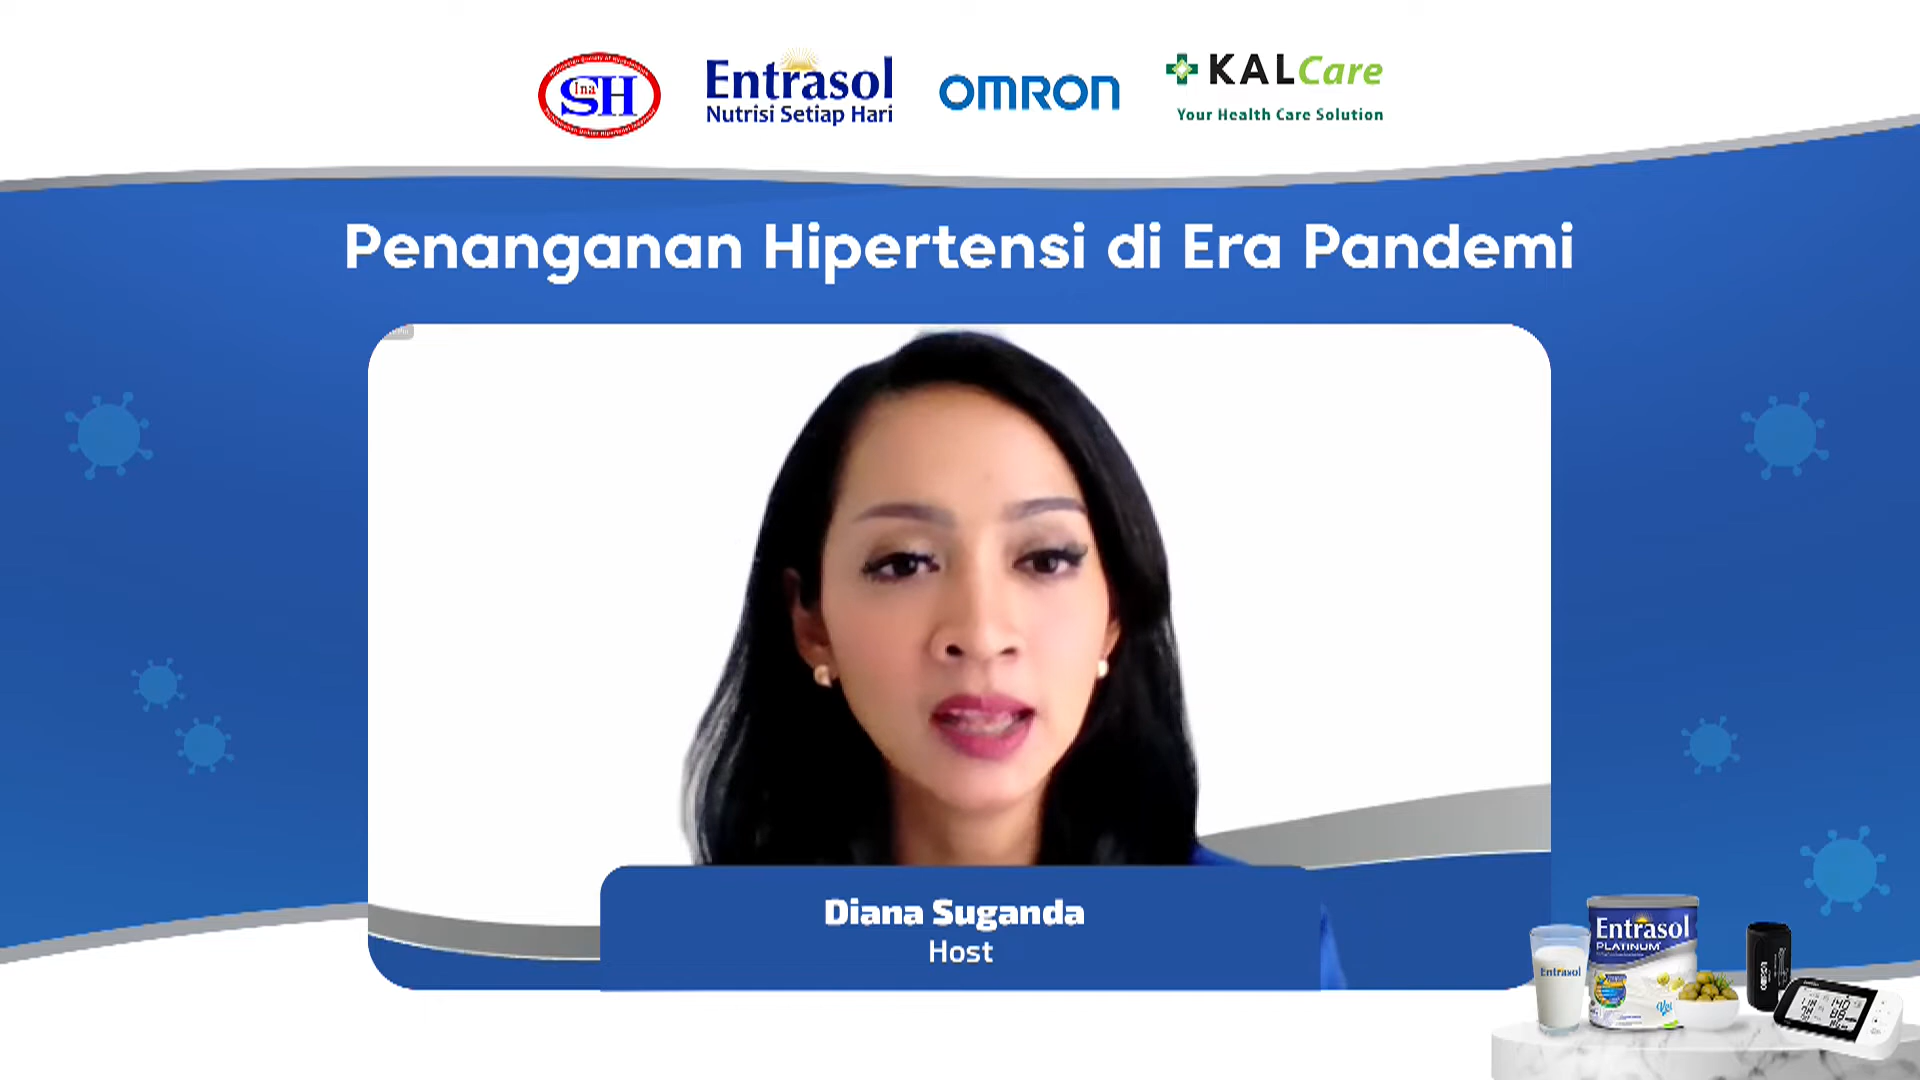 InaSH
Entrasol
Nutrisi Setiap Hari
OMRON
KALCare
Your Health Care Solution
Penanganan Hipertensi di Era Pandemi
Diana Suganda
Host
Entrasol
PLATINUM
Entrasol